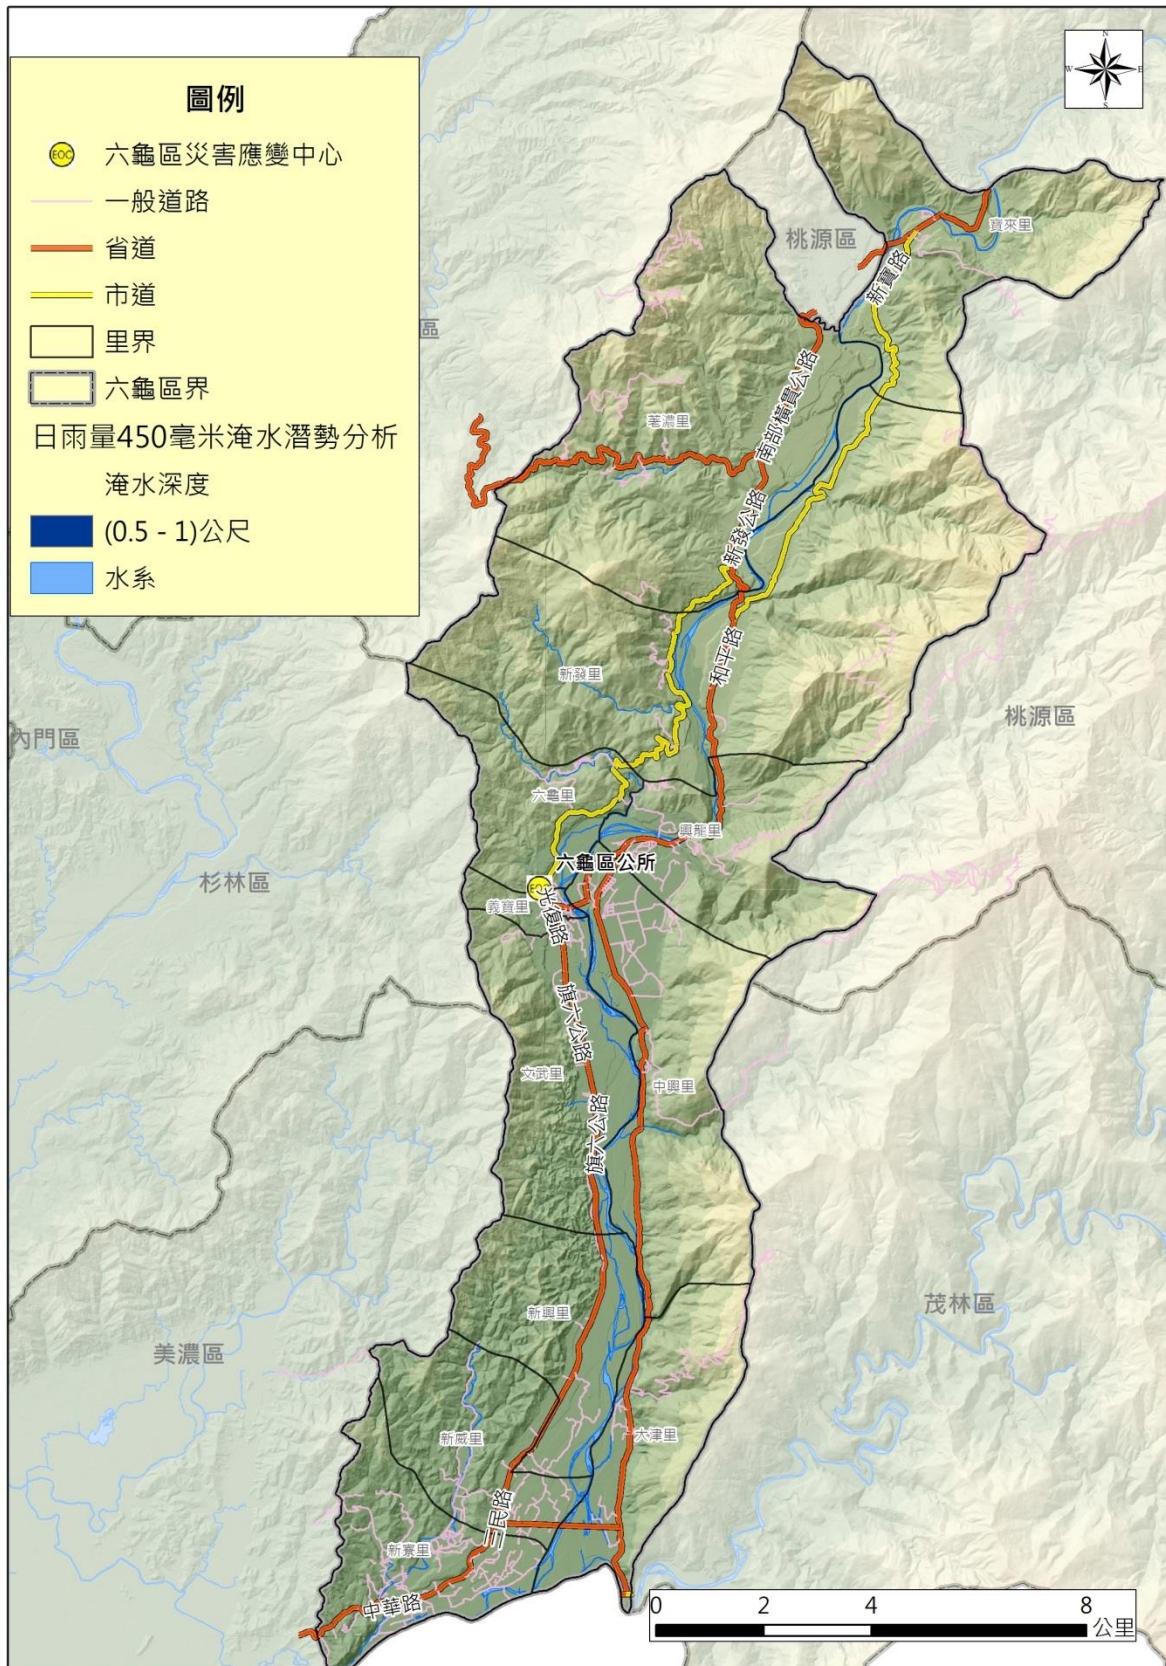 圖例
EOC 六龜區災害應變中心
一般道路
省道
市道
里界
六龜區界
日雨量450毫米淹水潛勢分析
淹水深度
(0.5 - 1)公尺
水系
N
W E
S
寶來里
桃源區
新寶路
區
南部橫貫公路
荖濃里
新發公路
和平路
新發里
桃源區
內門區
六龜里
興龍里
六龜區公所
杉林區
義寶里
光復路
旗六公路
文武里
中興里
旗六公路
茂林區
新興里
美濃區
新威里
大津里
三民路
新寮里
中華路
0 2 4 8
公里